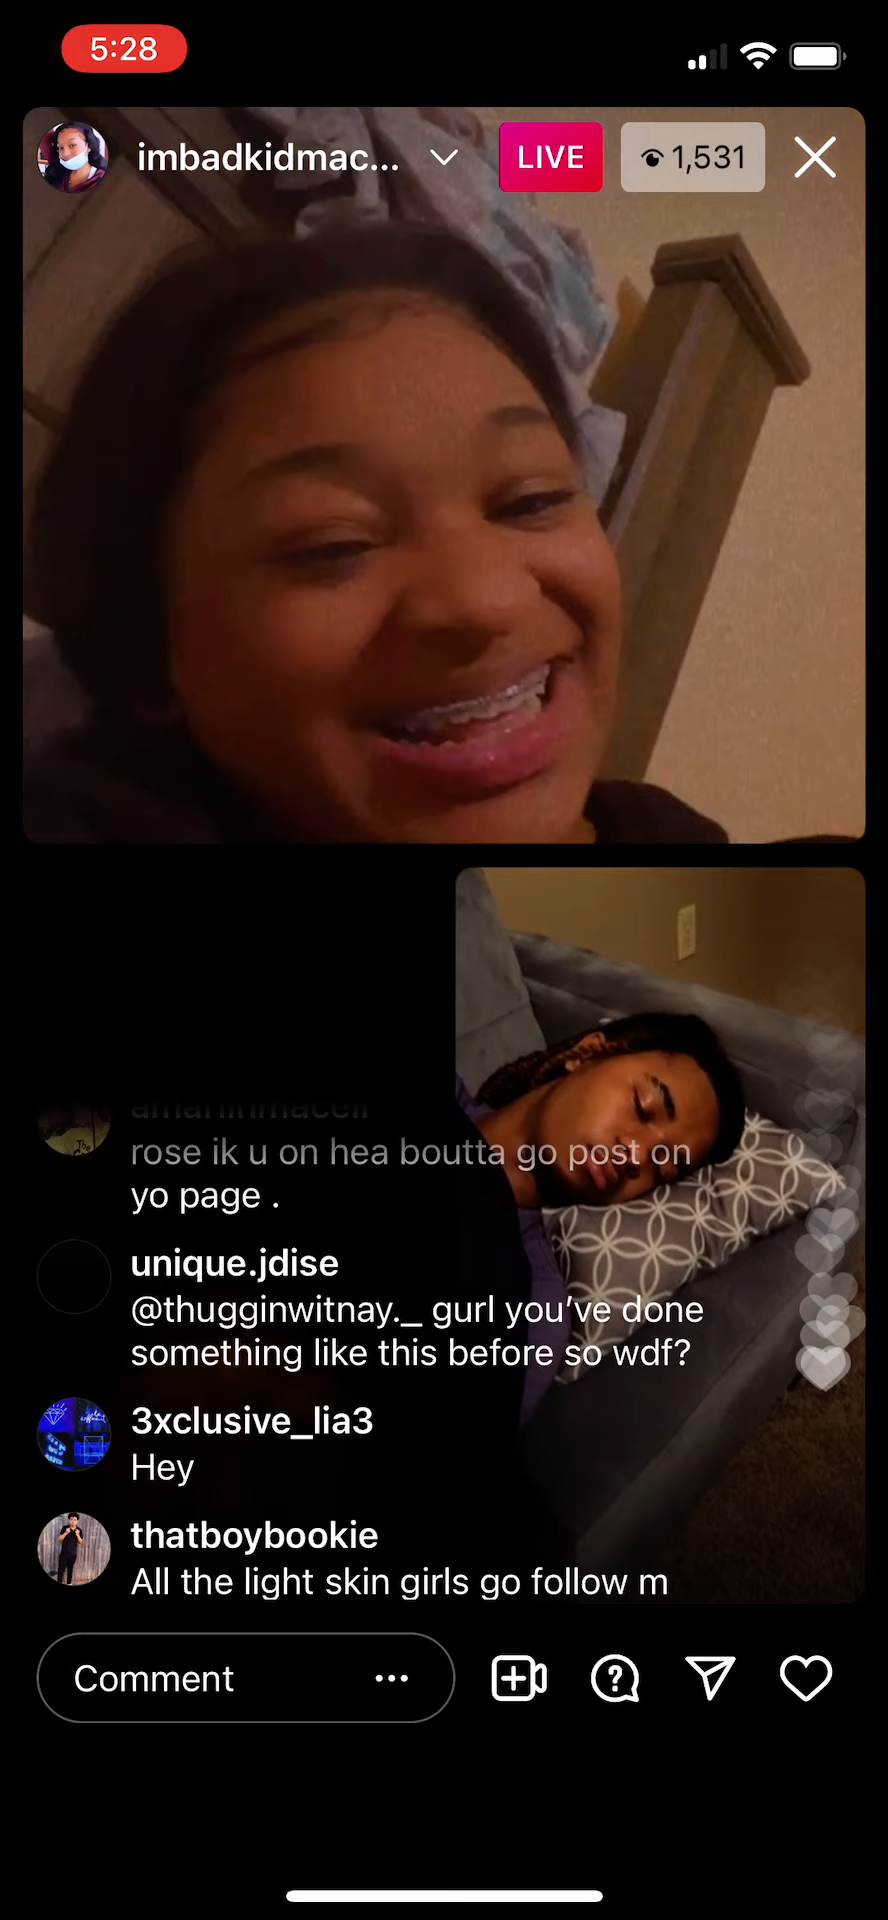 5:28
imbadkidmac...
LIVE
1,531
rose ik u on hea boutta go post on
yo page .
unique.jdise
@thugginwitnay._ gurl you’ve done
something like this before so wdf?
3xclusive_lia3
Hey
thatboybookie
All the light skin girls go follow m
Comment